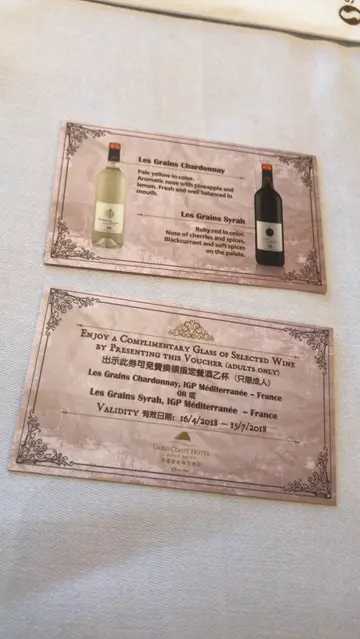 Les Grains Chardonnay
Pale yellow in color.
Aromatic nose with pineapple and
lemon. Fresh and well balanced in
mouth.
Les Grains Syrah
Ruby red in color.
Nose of cherries and spices.
Blackcurrant and soft spices
on the palate.
Enjoy a Complimentary Glass of Selected Wine
by Presenting this Voucher (adults only)
出示此券可免費換領指定餐酒乙杯 (只限成人)
Les Grains Chardonnay, IGP Méditerranée - France
OR 或
Les Grains Syrah, IGP Méditerranée - France
Validity 有效日期: 16/4/2018 – 15/7/2018
Gold Coast Hotel